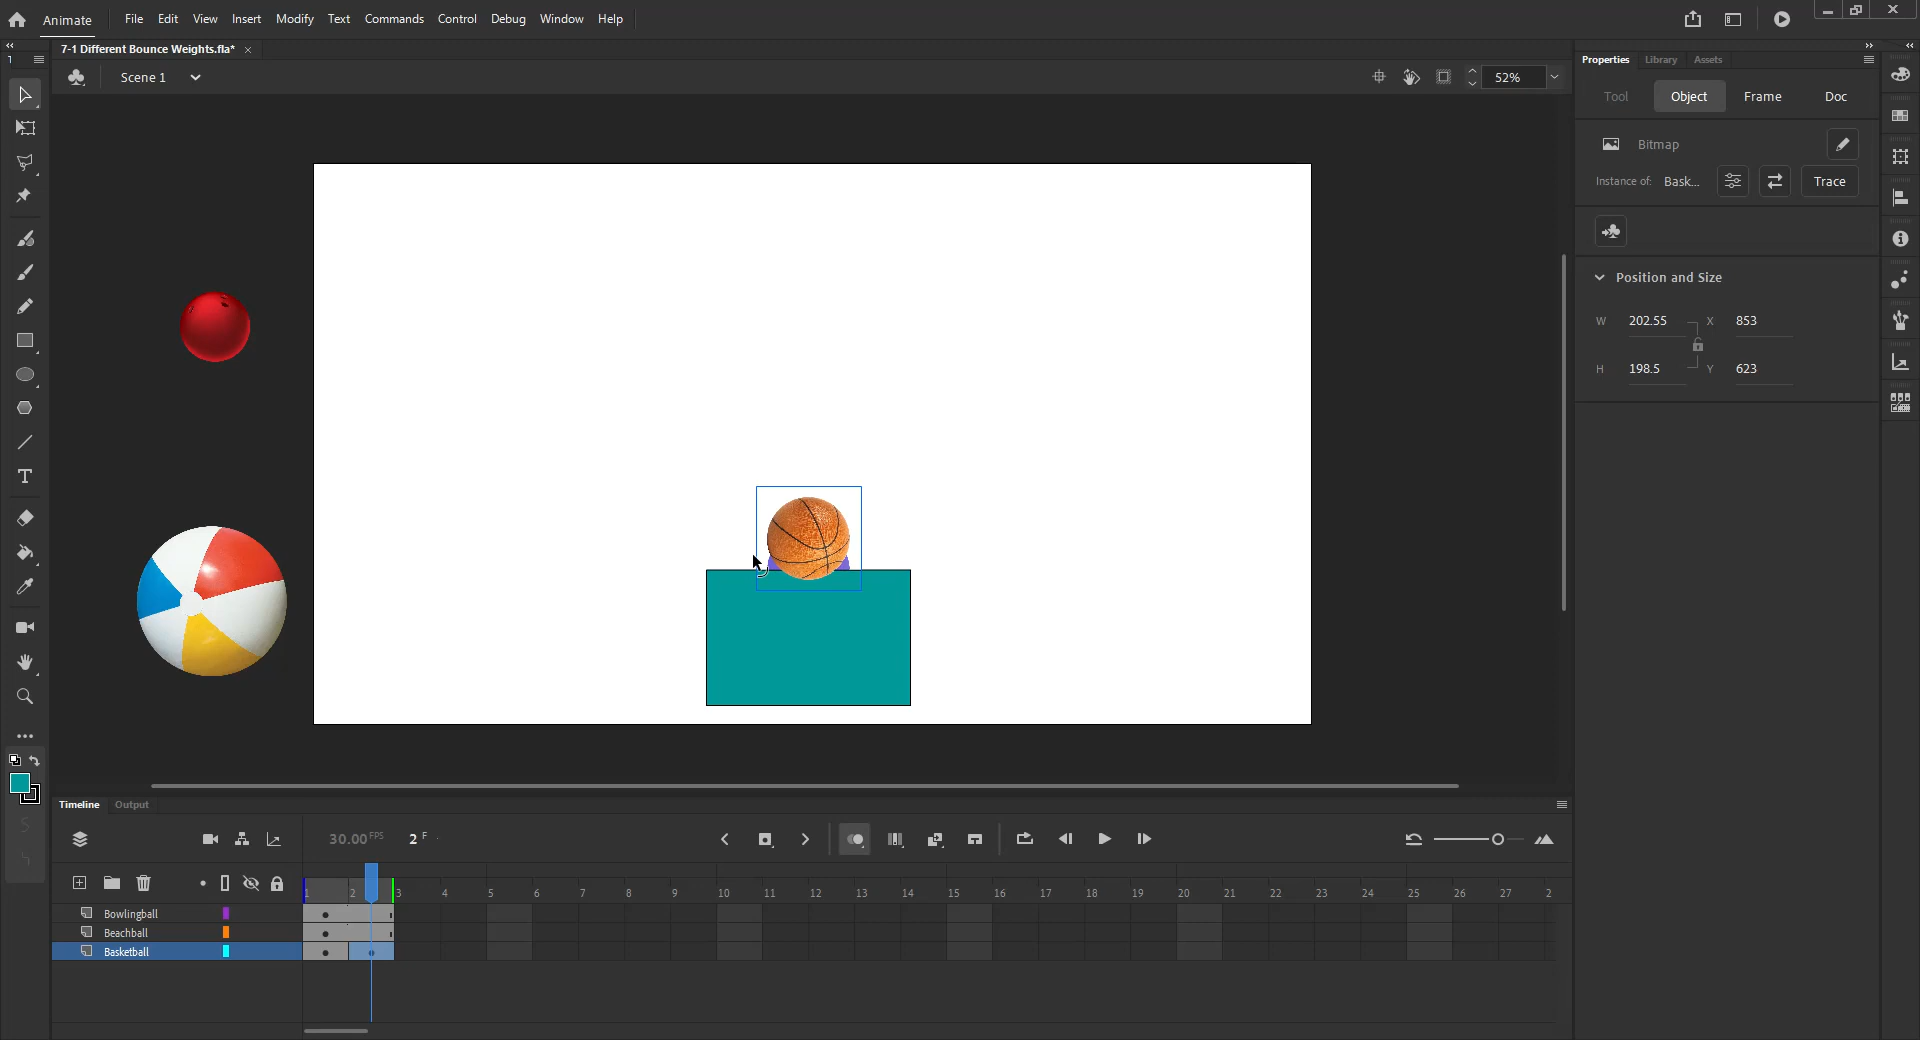 Animate File Edit View Insert Modify Text Commands Control Debug Window Help
7-1 Different Bounce Weights.fla* ×
Scene 1
52%
Properties Library Assets
Tool Object Frame Doc
Bitmap
Instance of: Bask... Trace
Position and Size
W 202.55 X 853
H 198.5 Y 623
Timeline Output
30.00 FPS 2 F
1 2 3 4 5 6 7 8 9 10 11 12 13 14 15 16 17 18 19 20 21 22 23 24 25 26 27 2
Bowlingball
Beachball
Basketball